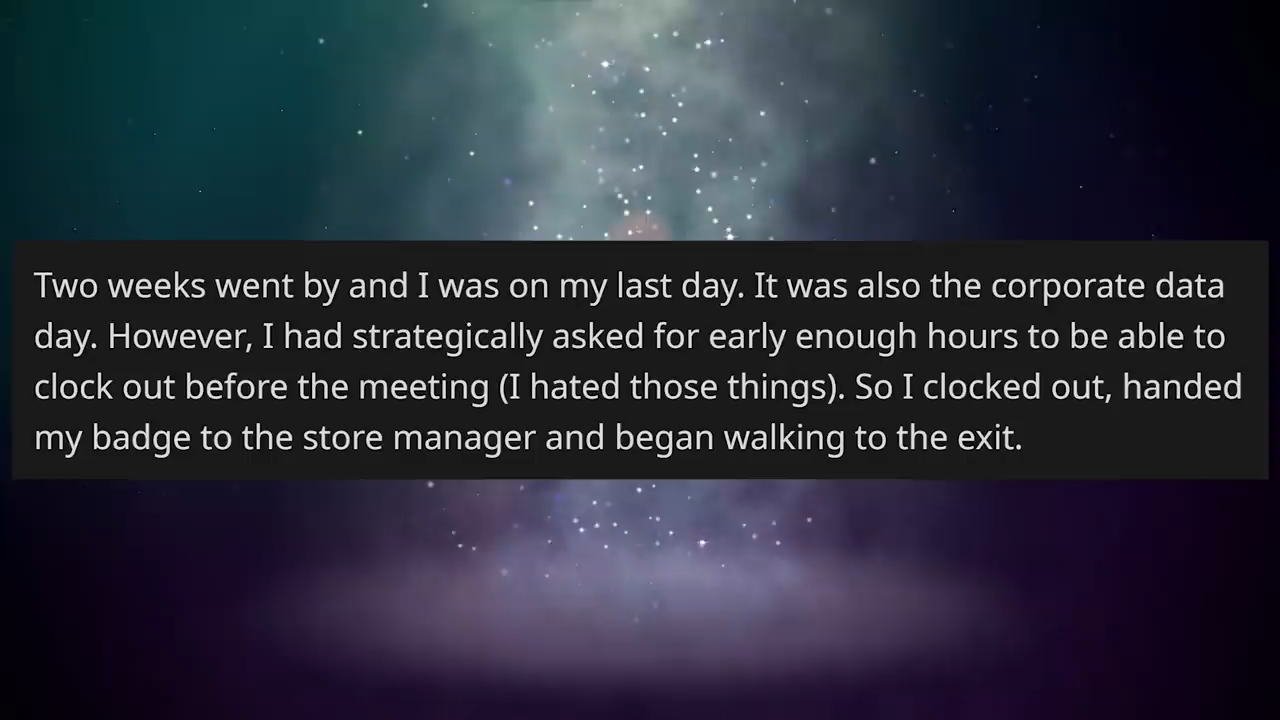 Two weeks went by and I was on my last day. It was also the corporate data
day. However, I had strategically asked for early enough hours to be able to
clock out before the meeting (I hated those things). So I clocked out, handed
my badge to the store manager and began walking to the exit.